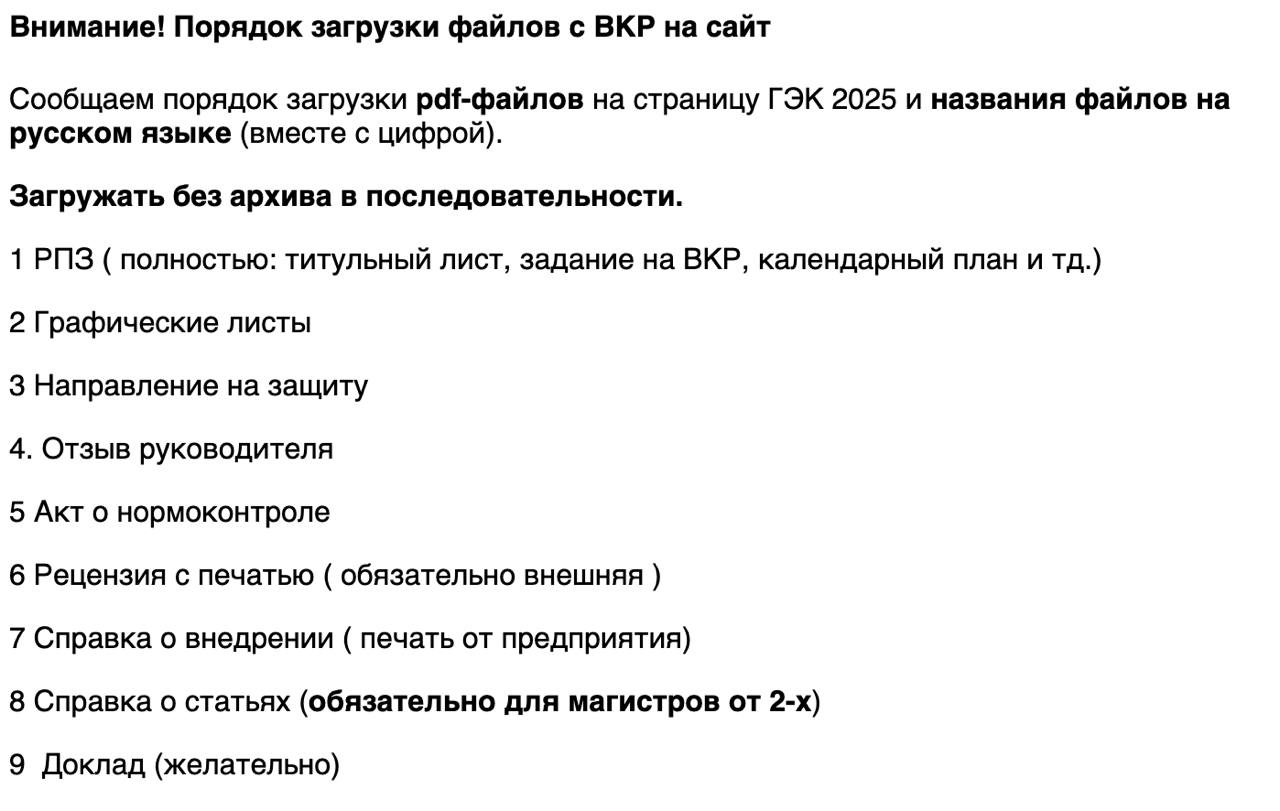 Внимание! Порядок загрузки файлов с ВКР на сайт
Сообщаем порядок загрузки pdf-файлов на страницу ГЭК 2025 и названия файлов на
русском языке (вместе с цифрой).
Загружать без архива в последовательности.
1 РПЗ ( полностью: титульный лист, задание на ВКР, календарный план и тд.)
2 Графические листы
3 Направление на защиту
4. Отзыв руководителя
5 Акт о нормоконтроле
6 Рецензия с печатью ( обязательно внешняя )
7 Справка о внедрении ( печать от предприятия)
8 Справка о статьях (обязательно для магистров от 2-х)
9  Доклад (желательно)